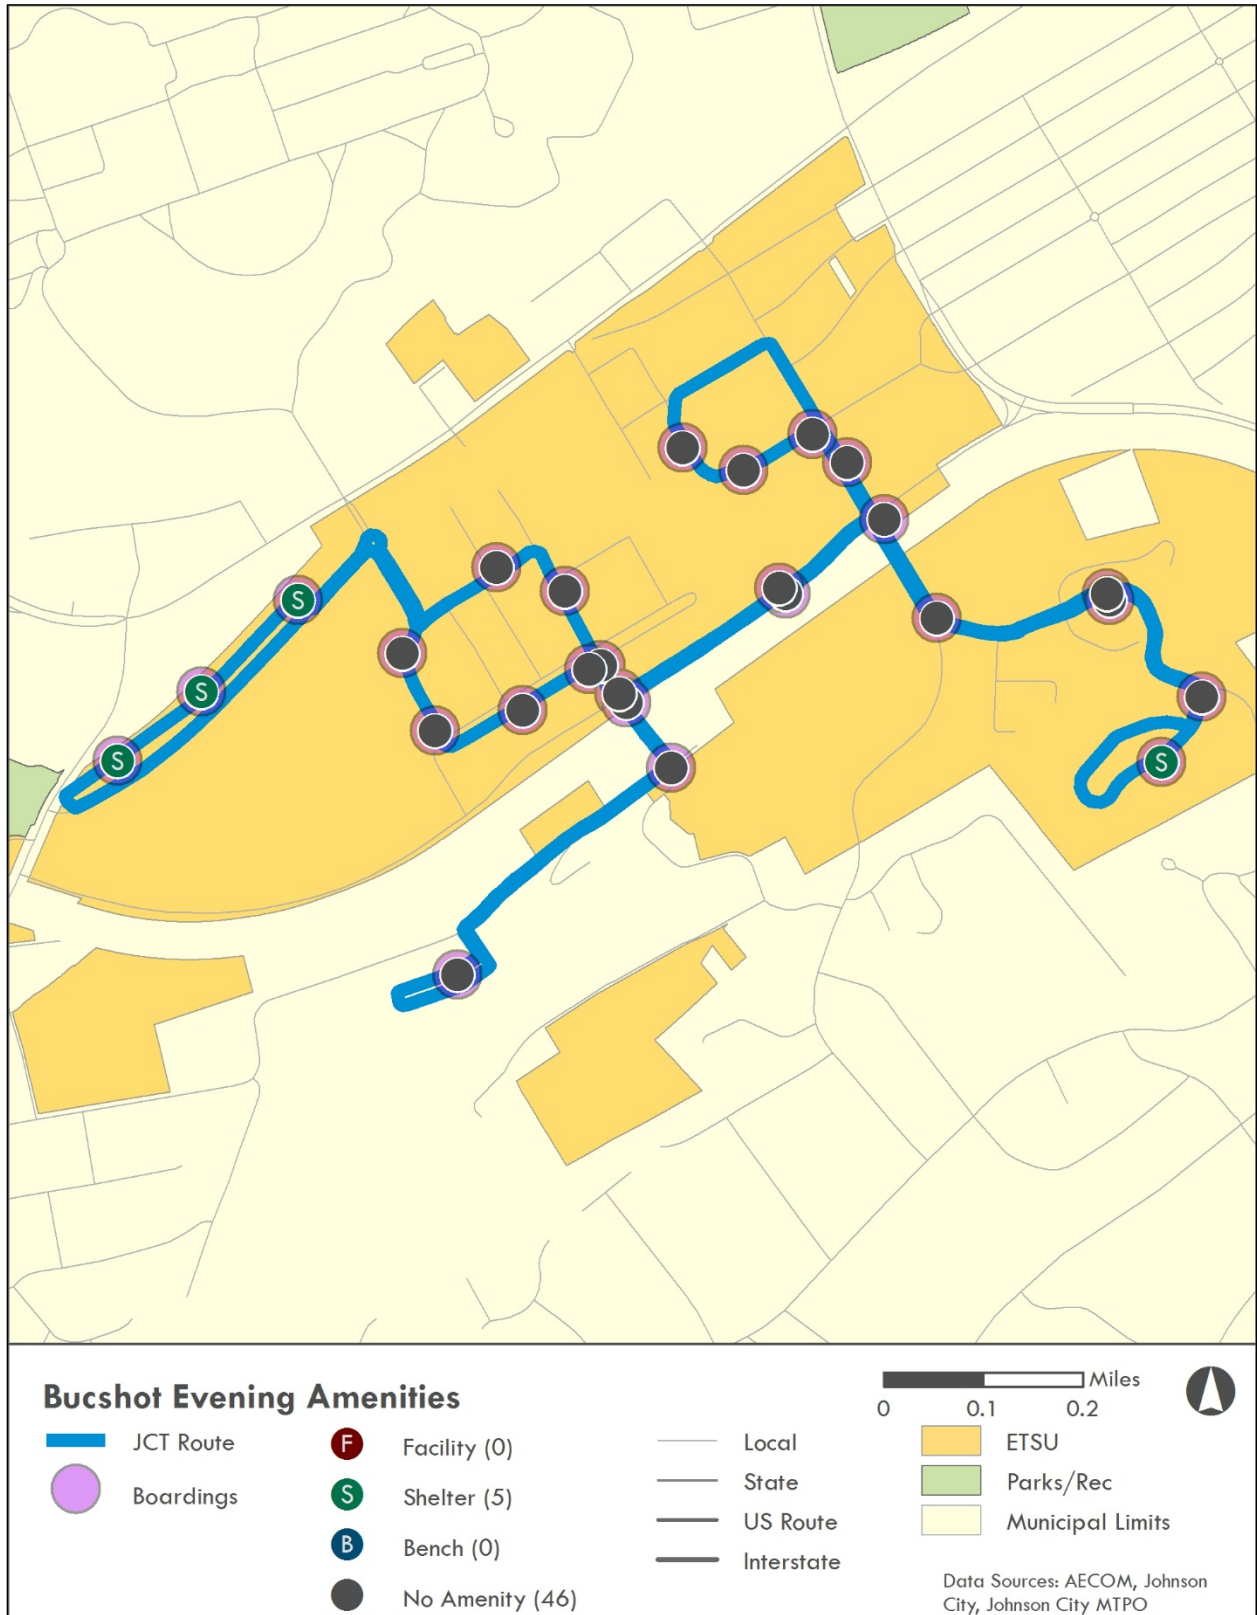 S
S
S
S
Bucshot Evening Amenities
JCT Route
Boardings
F Facility (0)
S Shelter (5)
B Bench (0)
No Amenity (46)
Local
State
US Route
Interstate
Miles
0 0.1 0.2
ETSU
Parks/Rec
Municipal Limits
Data Sources: AECOM, Johnson
City, Johnson City MTPO